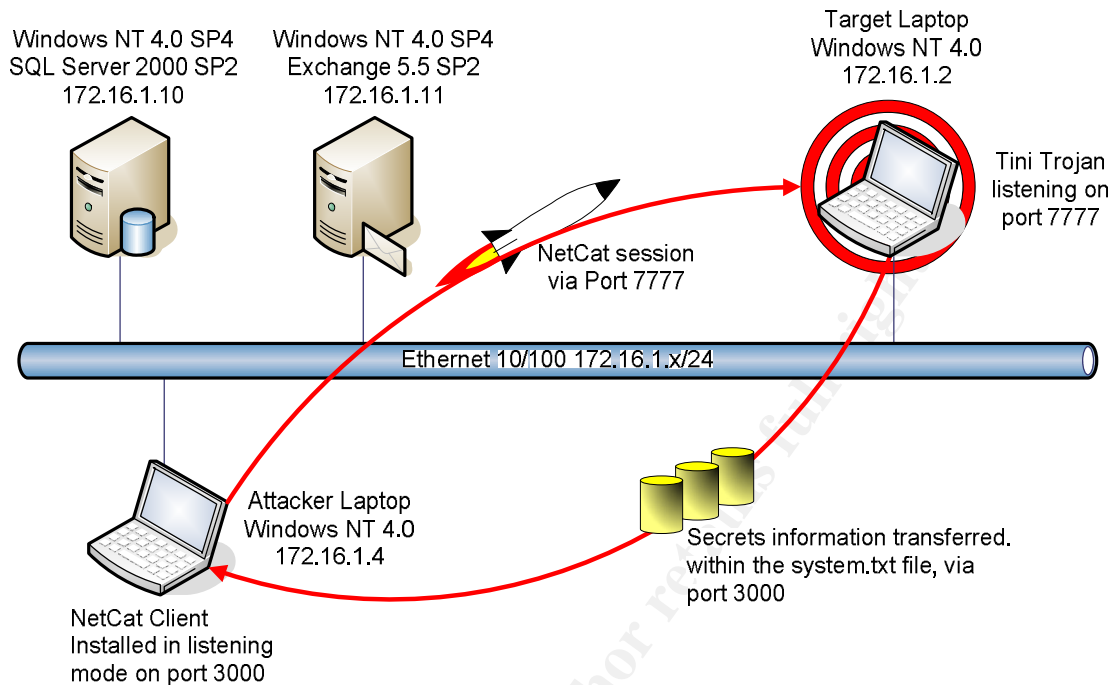 Windows NT 4.0 SP4
SQL Server 2000 SP2
172.16.1.10
Windows NT 4.0 SP4
Exchange 5.5 SP2
172.16.1.11
Target Laptop
Windows NT 4.0
172.16.1.2
Tini Trojan
listening on
port 7777
NetCat session
via Port 7777
Ethernet 10/100 172.16.1.x/24
Attacker Laptop
Windows NT 4.0
172.16.1.4
NetCat Client
Installed in listening
mode on port 3000
Secrets information transferred.
within the system.txt file, via
port 3000